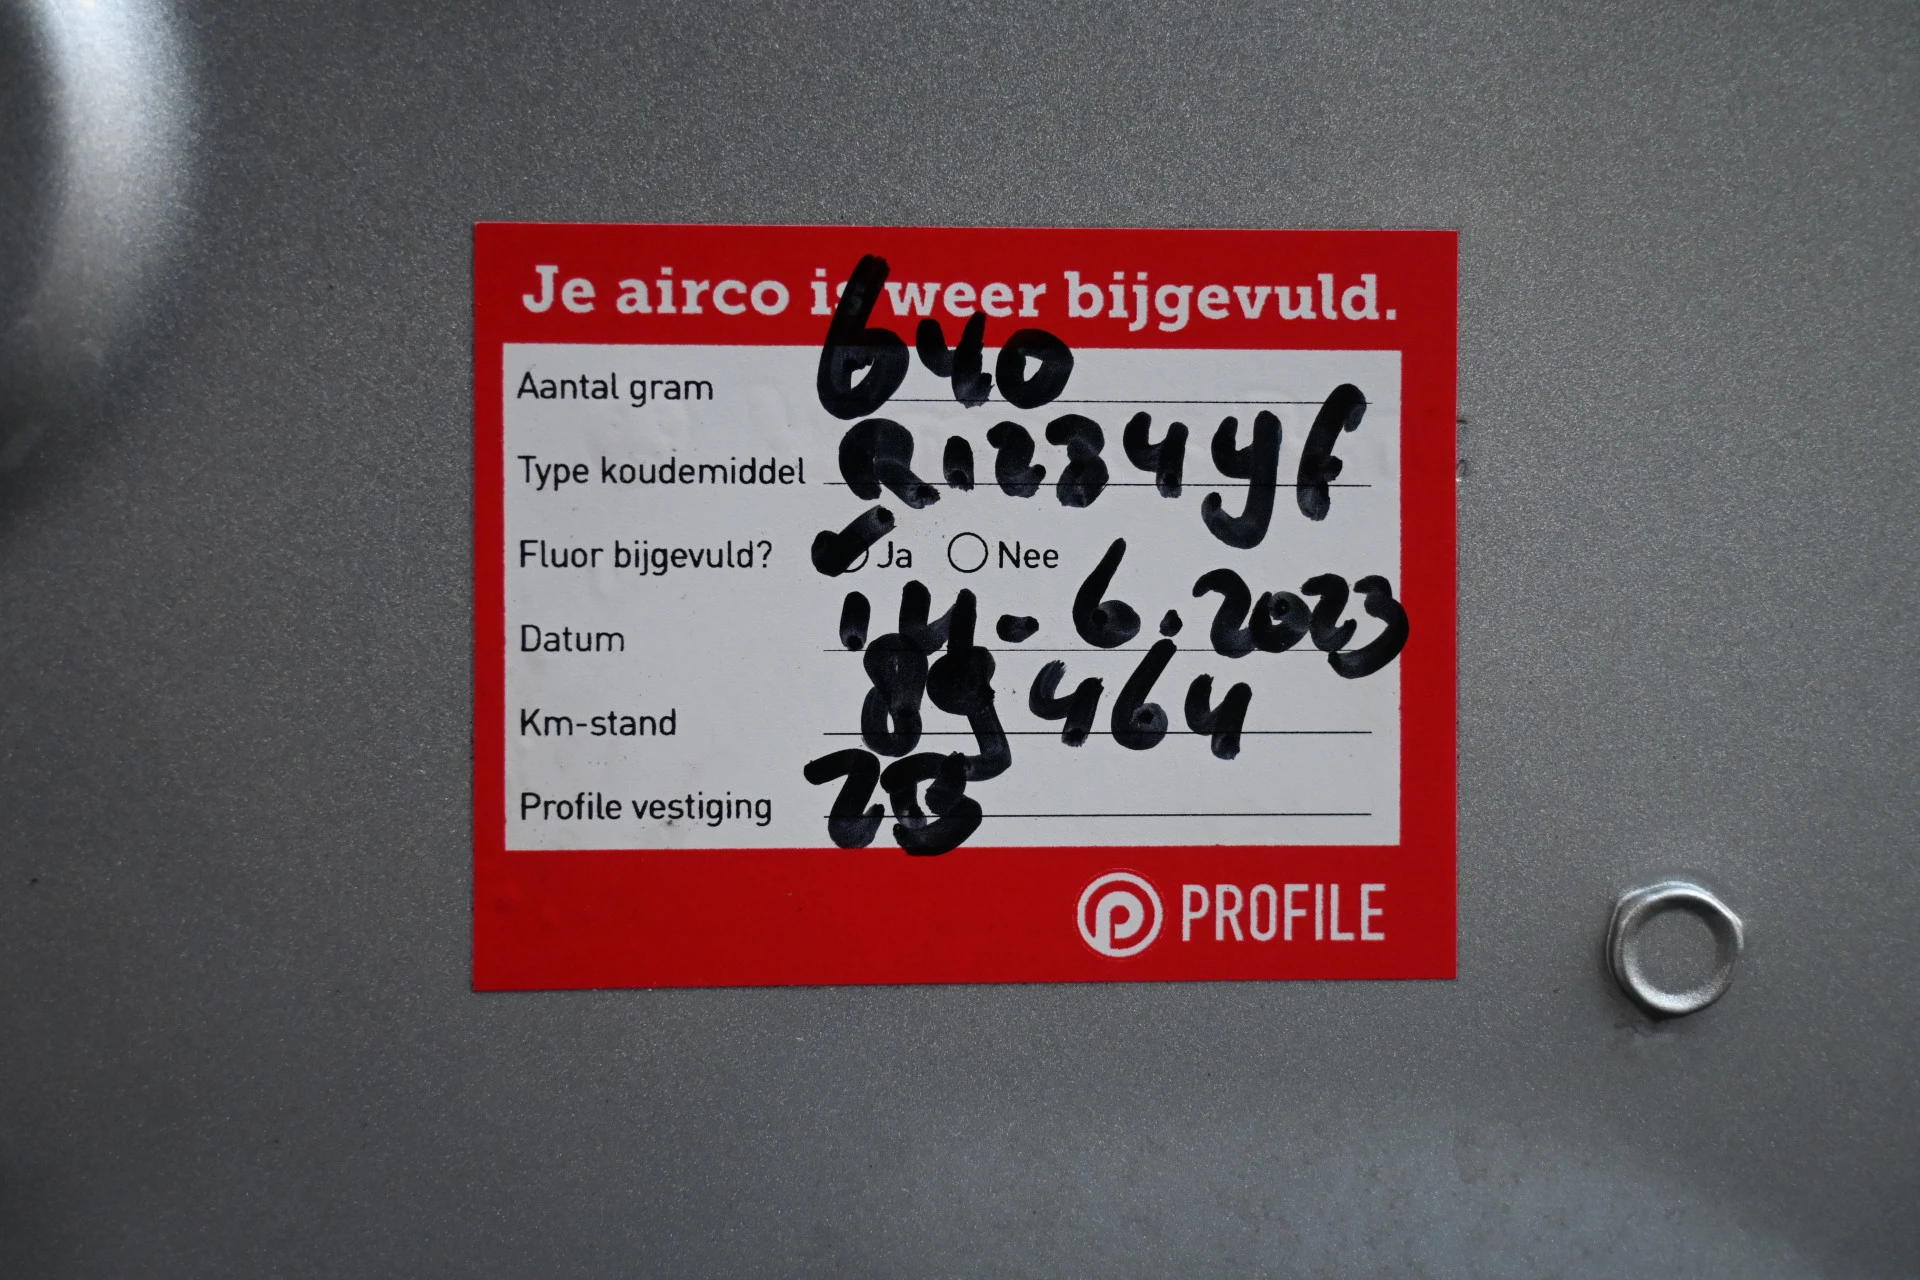 Je airco is weer bijgevuld.
Aantal gram 640
Type koudemiddel R1234yf
Fluor bijgevuld? Ja Nee
Datum 14-6.2023
Km-stand 89464
Profile vestiging ZB
PROFILE